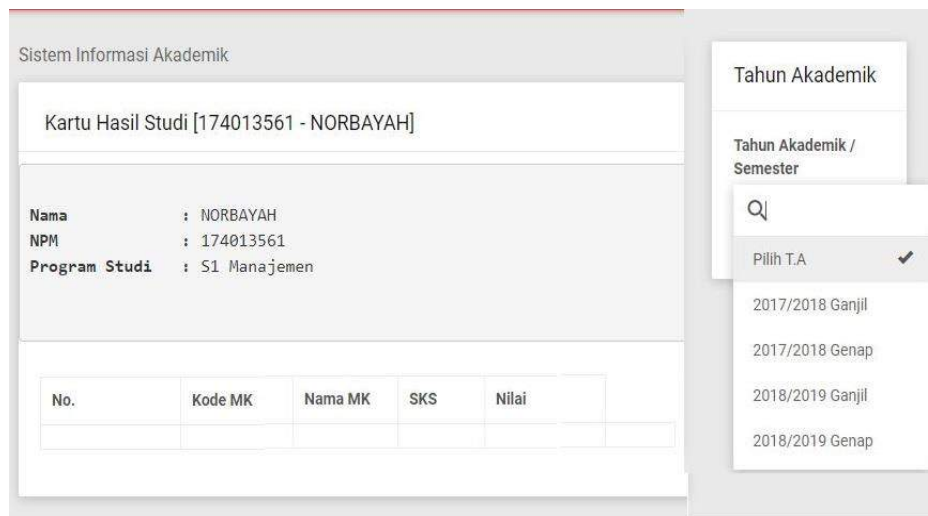 Sistem Informasi Akademik
Kartu Hasil Studi [174013561 - NORBAYAH]
Nama : NORBAYAH
NPM : 174013561
Program Studi : S1 Manajemen
No. Kode MK Nama MK SKS Nilai
Tahun Akademik
Tahun Akademik /
Semester
Pilih T.A
2017/2018 Ganjil
2017/2018 Genap
2018/2019 Ganjil
2018/2019 Genap